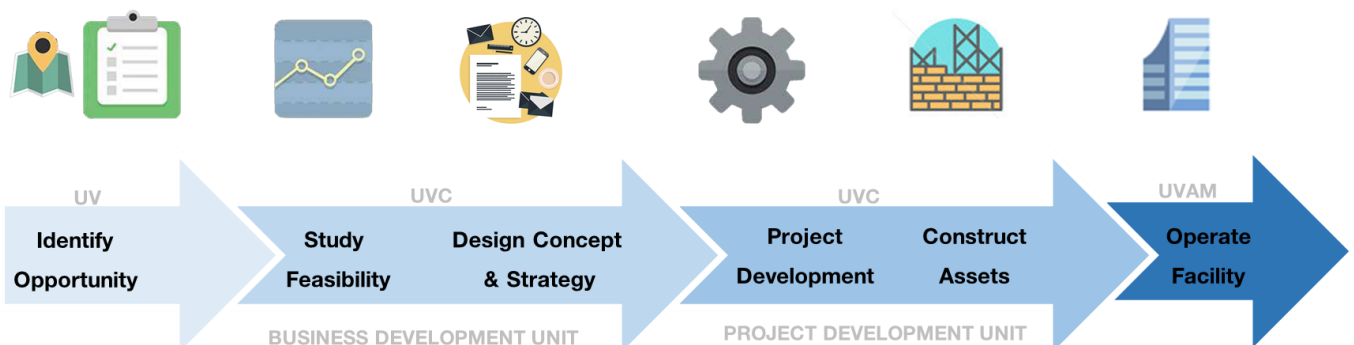 UV
Identify
Opportunity
UVC
Study
Feasibility
Design Concept
& Strategy
BUSINESS DEVELOPMENT UNIT
UVC
Project
Development
Construct
Assets
PROJECT DEVELOPMENT UNIT
UVAM
Operate
Facility